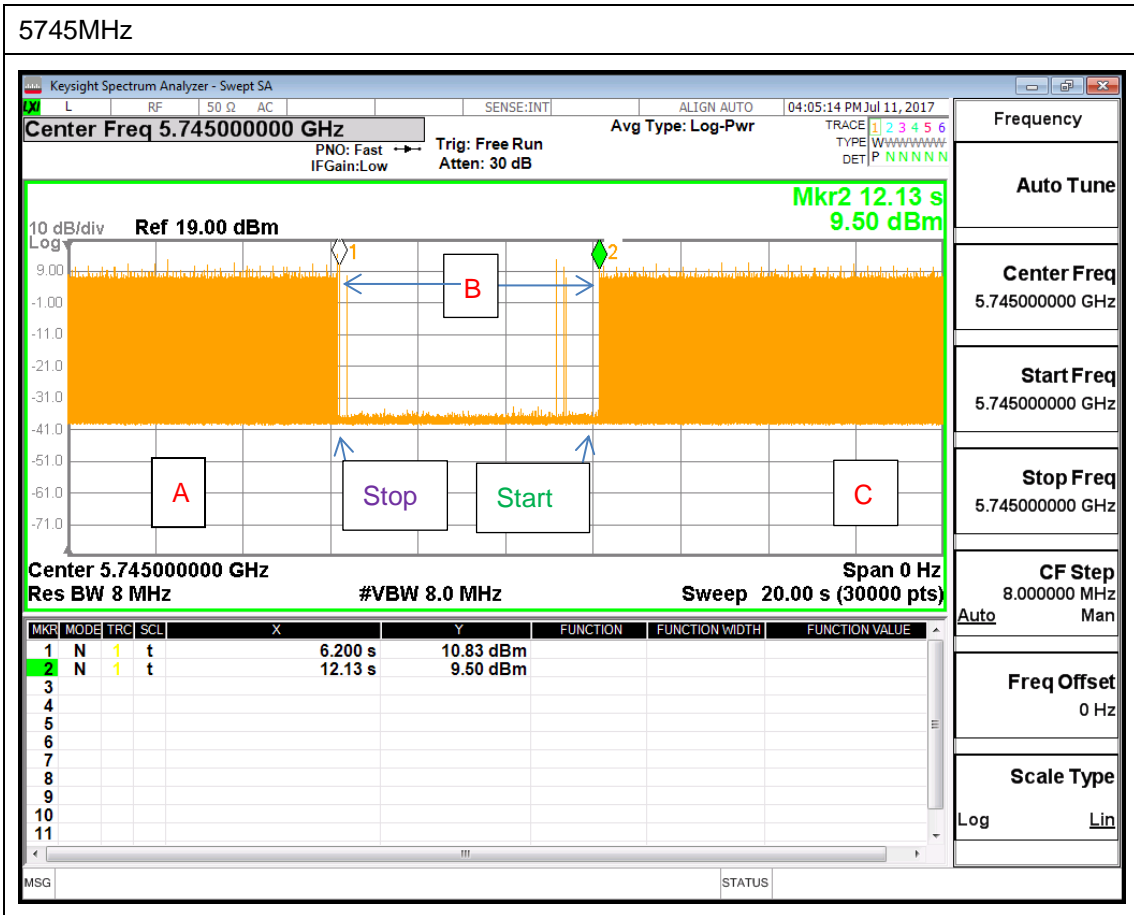 5745MHz
Keysight Spectrum Analyzer - Swept SA
LXI L RF 50 Ω AC SENSE:INT ALIGN AUTO 04:05:14 PM Jul 11, 2017
Center Freq 5.745000000 GHz
PNO: Fast
IFGain:Low
Trig: Free Run
Atten: 30 dB
Avg Type: Log-Pwr
TRACE 1 2 3 4 5 6
TYPE WWWWWWW
DET P N N N N N
Mkr2 12.13 s
9.50 dBm
10 dB/div Ref 19.00 dBm
Log
1
2
9.00
-1.00
-11.0
-21.0
-31.0
-41.0
-51.0
-61.0
-71.0
B
A
Stop
Start
C
Center 5.745000000 GHz Span 0 Hz
Res BW 8 MHz #VBW 8.0 MHz Sweep 20.00 s (30000 pts)
MKR MODE TRC SCL X Y FUNCTION FUNCTION WIDTH FUNCTION VALUE
1 N 1 t 6.200 s 10.83 dBm
2 N 1 t 12.13 s 9.50 dBm
3
4
5
6
7
8
9
10
11
MSG STATUS
Frequency
Auto Tune
Center Freq
5.745000000 GHz
Start Freq
5.745000000 GHz
Stop Freq
5.745000000 GHz
CF Step
8.000000 MHz
Auto Man
Freq Offset
0 Hz
Scale Type
Log Lin